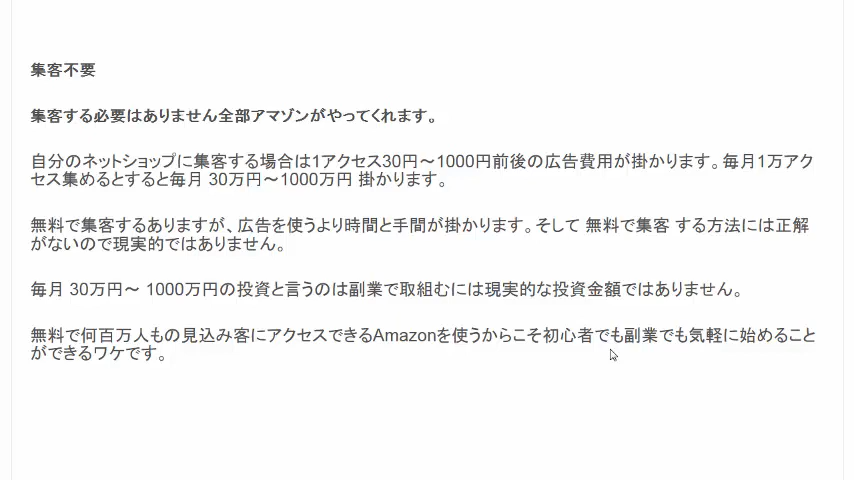 集客不要
集客する必要はありません全部アマゾンがやってくれます。
自分のネットショップに集客する場合は1アクセス30円～1000円前後の広告費用が掛かります。毎月1万アク
セス集めるとすると毎月 30万円～1000万円 掛かります。
無料で集客するありますが、広告を使うより時間と手間が掛かります。そして 無料で集客 する方法には正解
がないので現実的ではありません。
毎月 30万円～ 1000万円の投資と言うのは副業で取組むには現実的な投資金額ではありません。
無料で何百万人もの見込み客にアクセスできるAmazonを使うからこそ初心者でも副業でも気軽に始めること
ができるワケです。